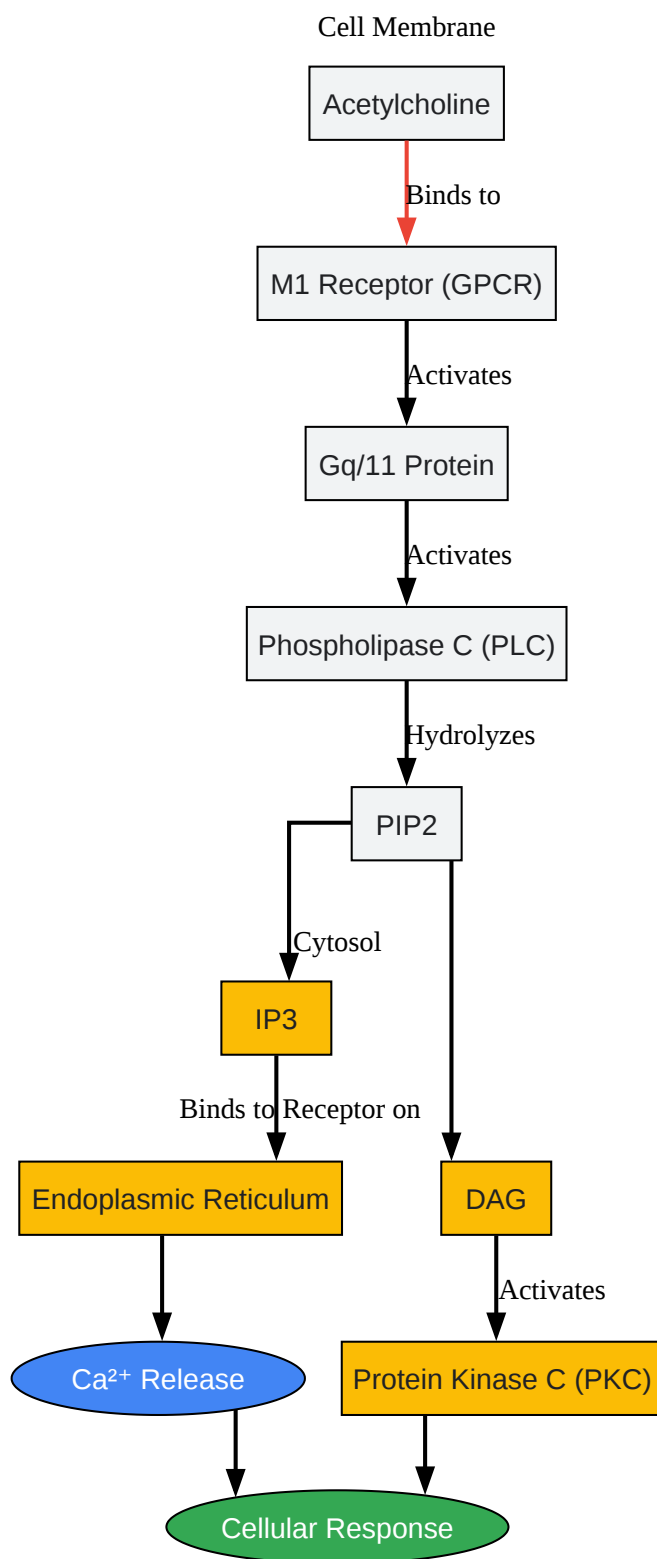 Cell Membrane
Acetylcholine
Binds to
M1 Receptor (GPCR)
Activates
Gq/11 Protein
Activates
Phospholipase C (PLC)
Hydrolyzes
PIP2
Cytosol
IP3
Binds to Receptor on
Endoplasmic Reticulum
DAG
Activates
Ca²⁺ Release
Protein Kinase C (PKC)
Cellular Response